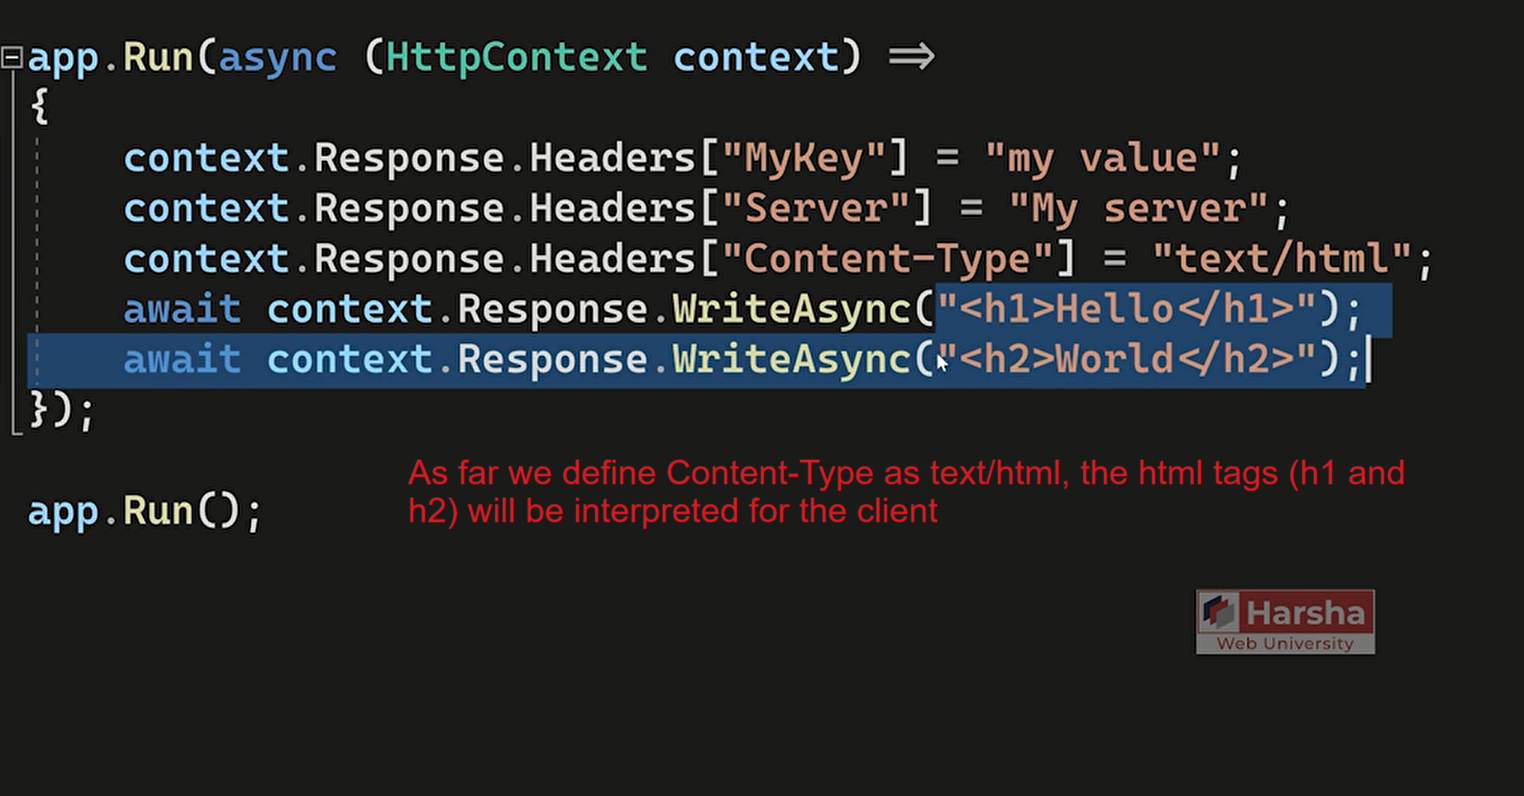 app.Run(async (HttpContext context) =>
{
context.Response.Headers["MyKey"] = "my value";
context.Response.Headers["Server"] = "My server";
context.Response.Headers["Content-Type"] = "text/html";
await context.Response.WriteAsync("<h1>Hello</h1>");
await context.Response.WriteAsync("<h2>World</h2>");
});
app.Run();
As far we define Content-Type as text/html, the html tags (h1 and
h2) will be interpreted for the client
Harsha
Web University